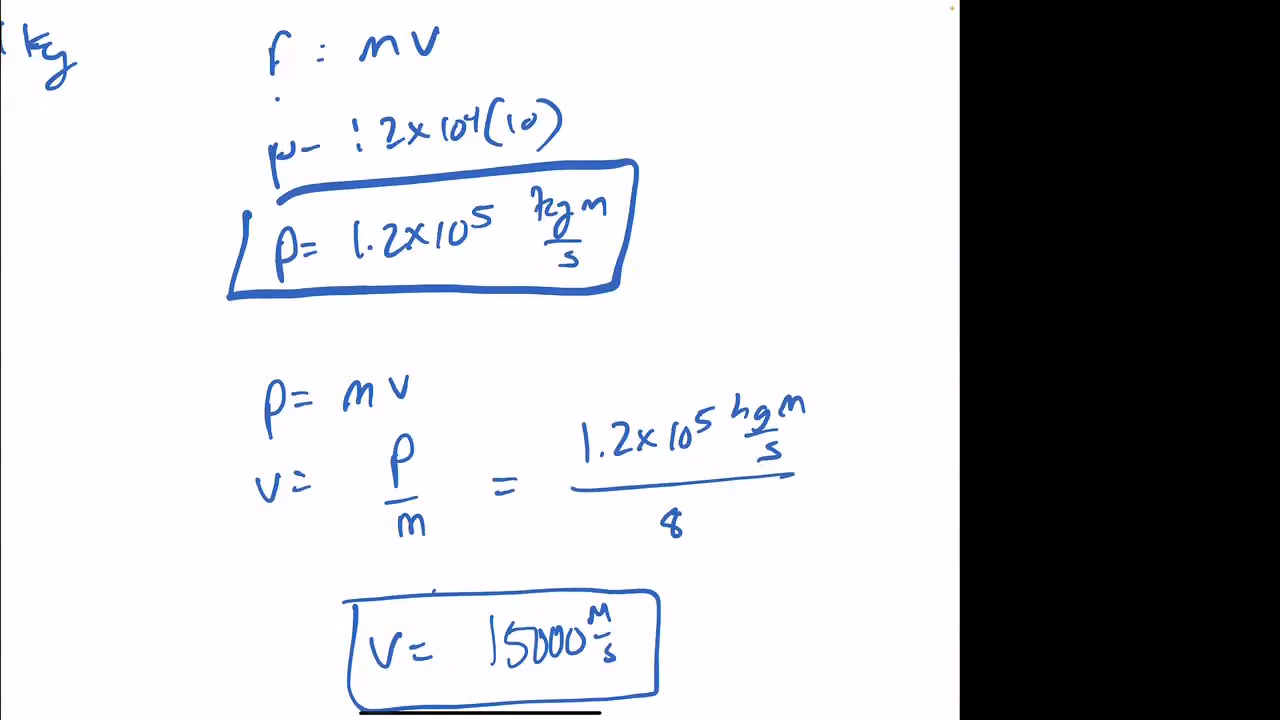 kg
p = mv
p = 1.2x10⁴(10)
p = 1.2x10⁵ kg m/s
p = mv
v = p/m = 1.2x10⁵ kg m/s / 8
v = 15000 m/s